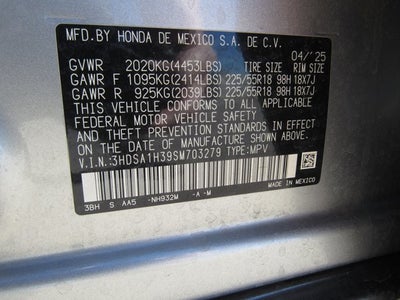 MFD.BY HONDA DE MEXICO S.A. DE C.V.
04/'25
GVWR 2020KG(4453LBS) TIRE SIZE RIM SIZE
GAWR F 1095KG(2414LBS) 225/55R18 98H 18X7J
GAWR R 925KG(2039LBS) 225/55R18 98H 18X7J
THIS VEHICLE CONFORMS TO ALL APPLICABLE
FEDERAL MOTOR VEHICLE SAFETY, BUMPER,
AND THEFT PREVENTION STANDARDS IN EFFECT
ON THE DATE OF MANUFACTURE SHOWN ABOVE.
V.I.N.:3HDSA1H39SM703279 TYPE:MPV
3BH S AA5 -NH932M -A -M
MADE IN MEXICO